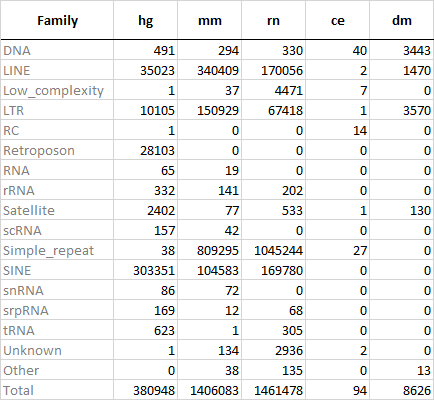 Family hg mm rn ce dm
DNA 491 294 330 40 3443
LINE 35023 340409 170056 2 1470
Low_complexity 1 37 4471 7 0
LTR 10105 150929 67418 1 3570
RC 1 0 0 14 0
Retroposon 28103 0 0 0 0
RNA 65 19 0 0 0
rRNA 332 141 202 0 0
Satellite 2402 77 533 1 130
scRNA 157 42 0 0 0
Simple_repeat 38 809295 1045244 27 0
SINE 303351 104583 169780 0 0
snRNA 86 72 0 0 0
srpRNA 169 12 68 0 0
tRNA 623 1 305 0 0
Unknown 1 134 2936 2 0
Other 0 38 135 0 13
Total 380948 1406083 1461478 94 8626